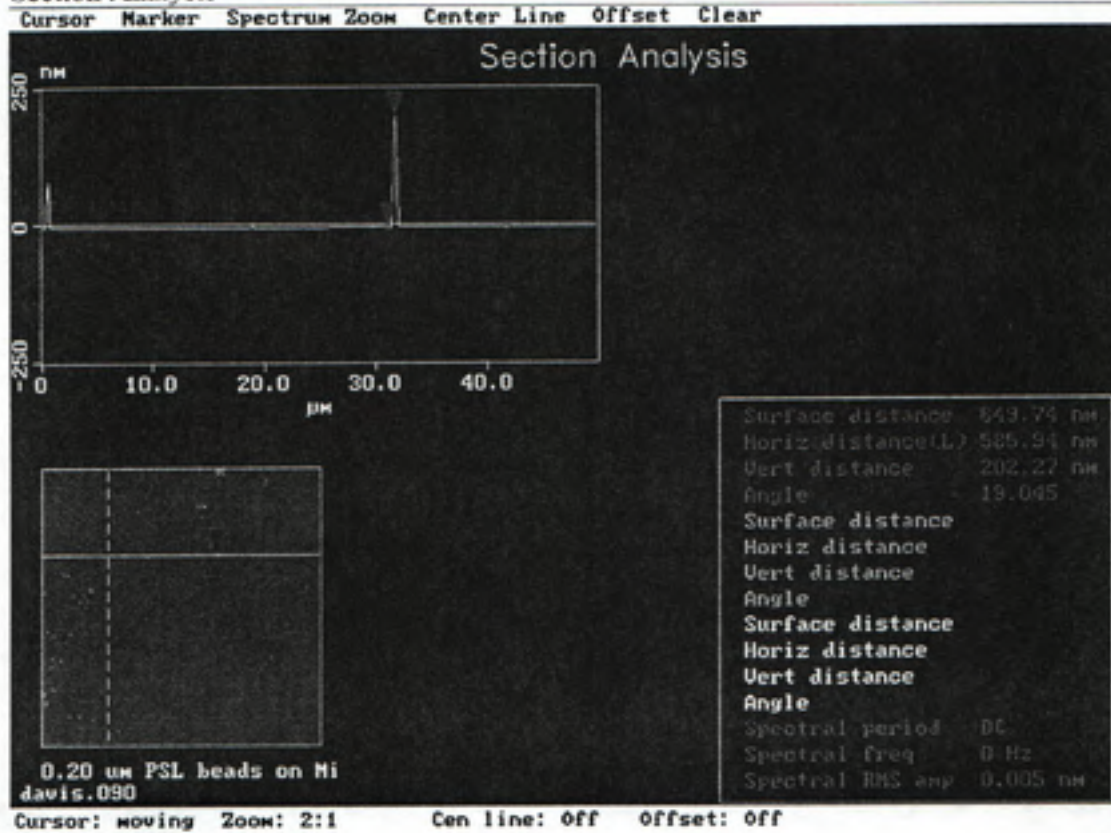 Cursor Marker Spectrum Zoom Center Line Offset Clear
Section Analysis
nm
250
0
-250
0 10.0 20.0 30.0 40.0
µm
Surface distance 849.74 nm
Horiz distance(L) 585.94 nm
Vert distance 202.27 nm
Angle 19.045
Surface distance
Horiz distance
Vert distance
Angle
Surface distance
Horiz distance
Vert distance
Angle
Spectral period DC
Spectral freq 0 Hz
Spectral RMS amp 0.005 nm
0.20 um PSL beads on Mi
davis.090
Cursor: moving Zoom: 2:1 Cen line: Off Offset: Off